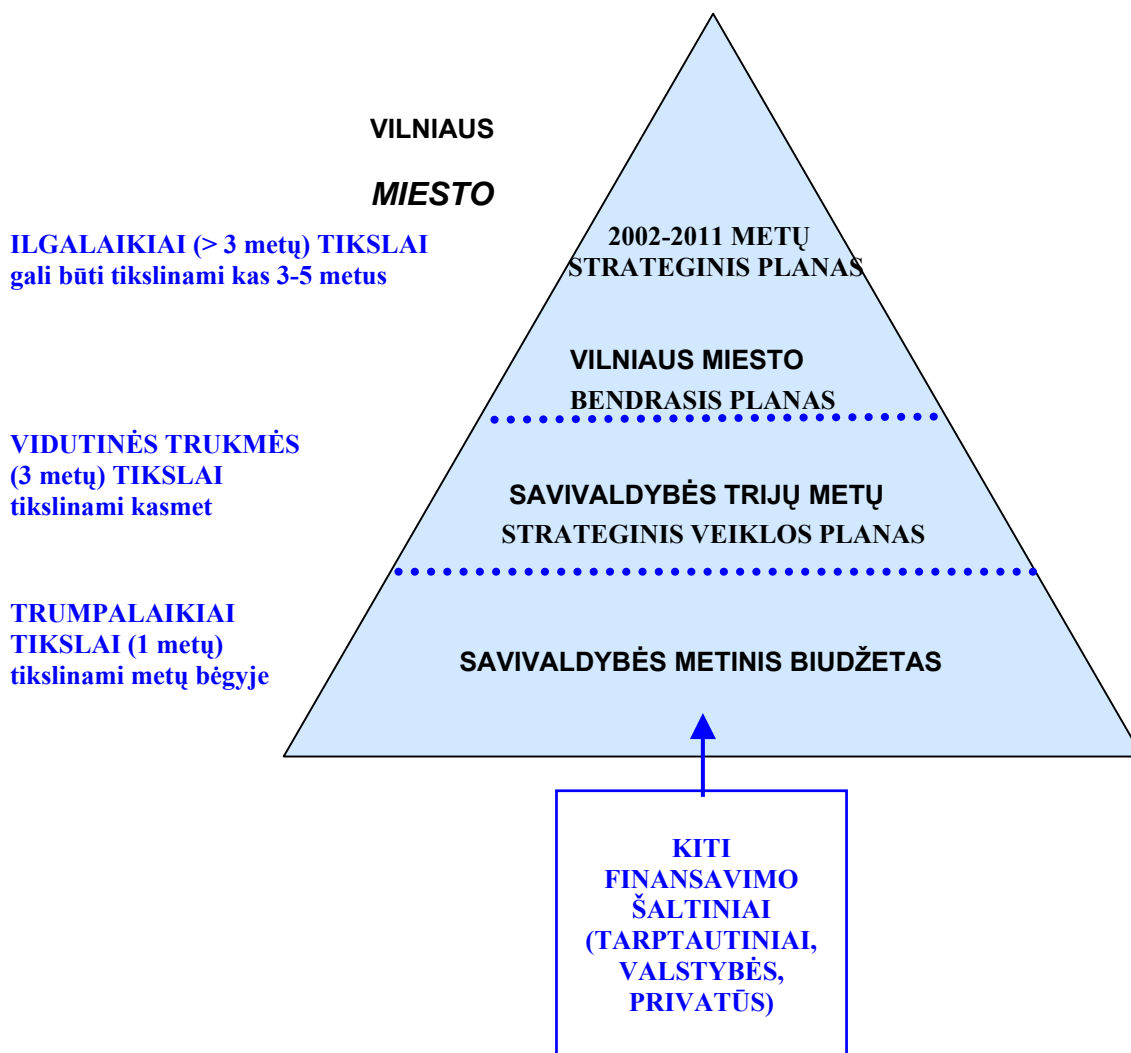 VILNIAUS
MIESTO
ILGALAIKIAI (> 3 metų) TIKSLAI
gali būti tikslinami kas 3-5 metus
2002-2011 METŲ
STRATEGINIS PLANAS
VILNIAUS MIESTO
BENDRASIS PLANAS
VIDUTINĖS TRUKMĖS
(3 metų) TIKSLAI
tikslinami kasmet
SAVIVALDYBĖS TRIJŲ METŲ
STRATEGINIS VEIKLOS PLANAS
TRUMPALAIKIAI
TIKSLAI (1 metų)
tikslinami metų bėgyje
SAVIVALDYBĖS METINIS BIUDŽETAS
KITI
FINANSAVIMO
ŠALTINIAI
(TARPTAUTINIAI,
VALSTYBĖS,
PRIVATŪS)